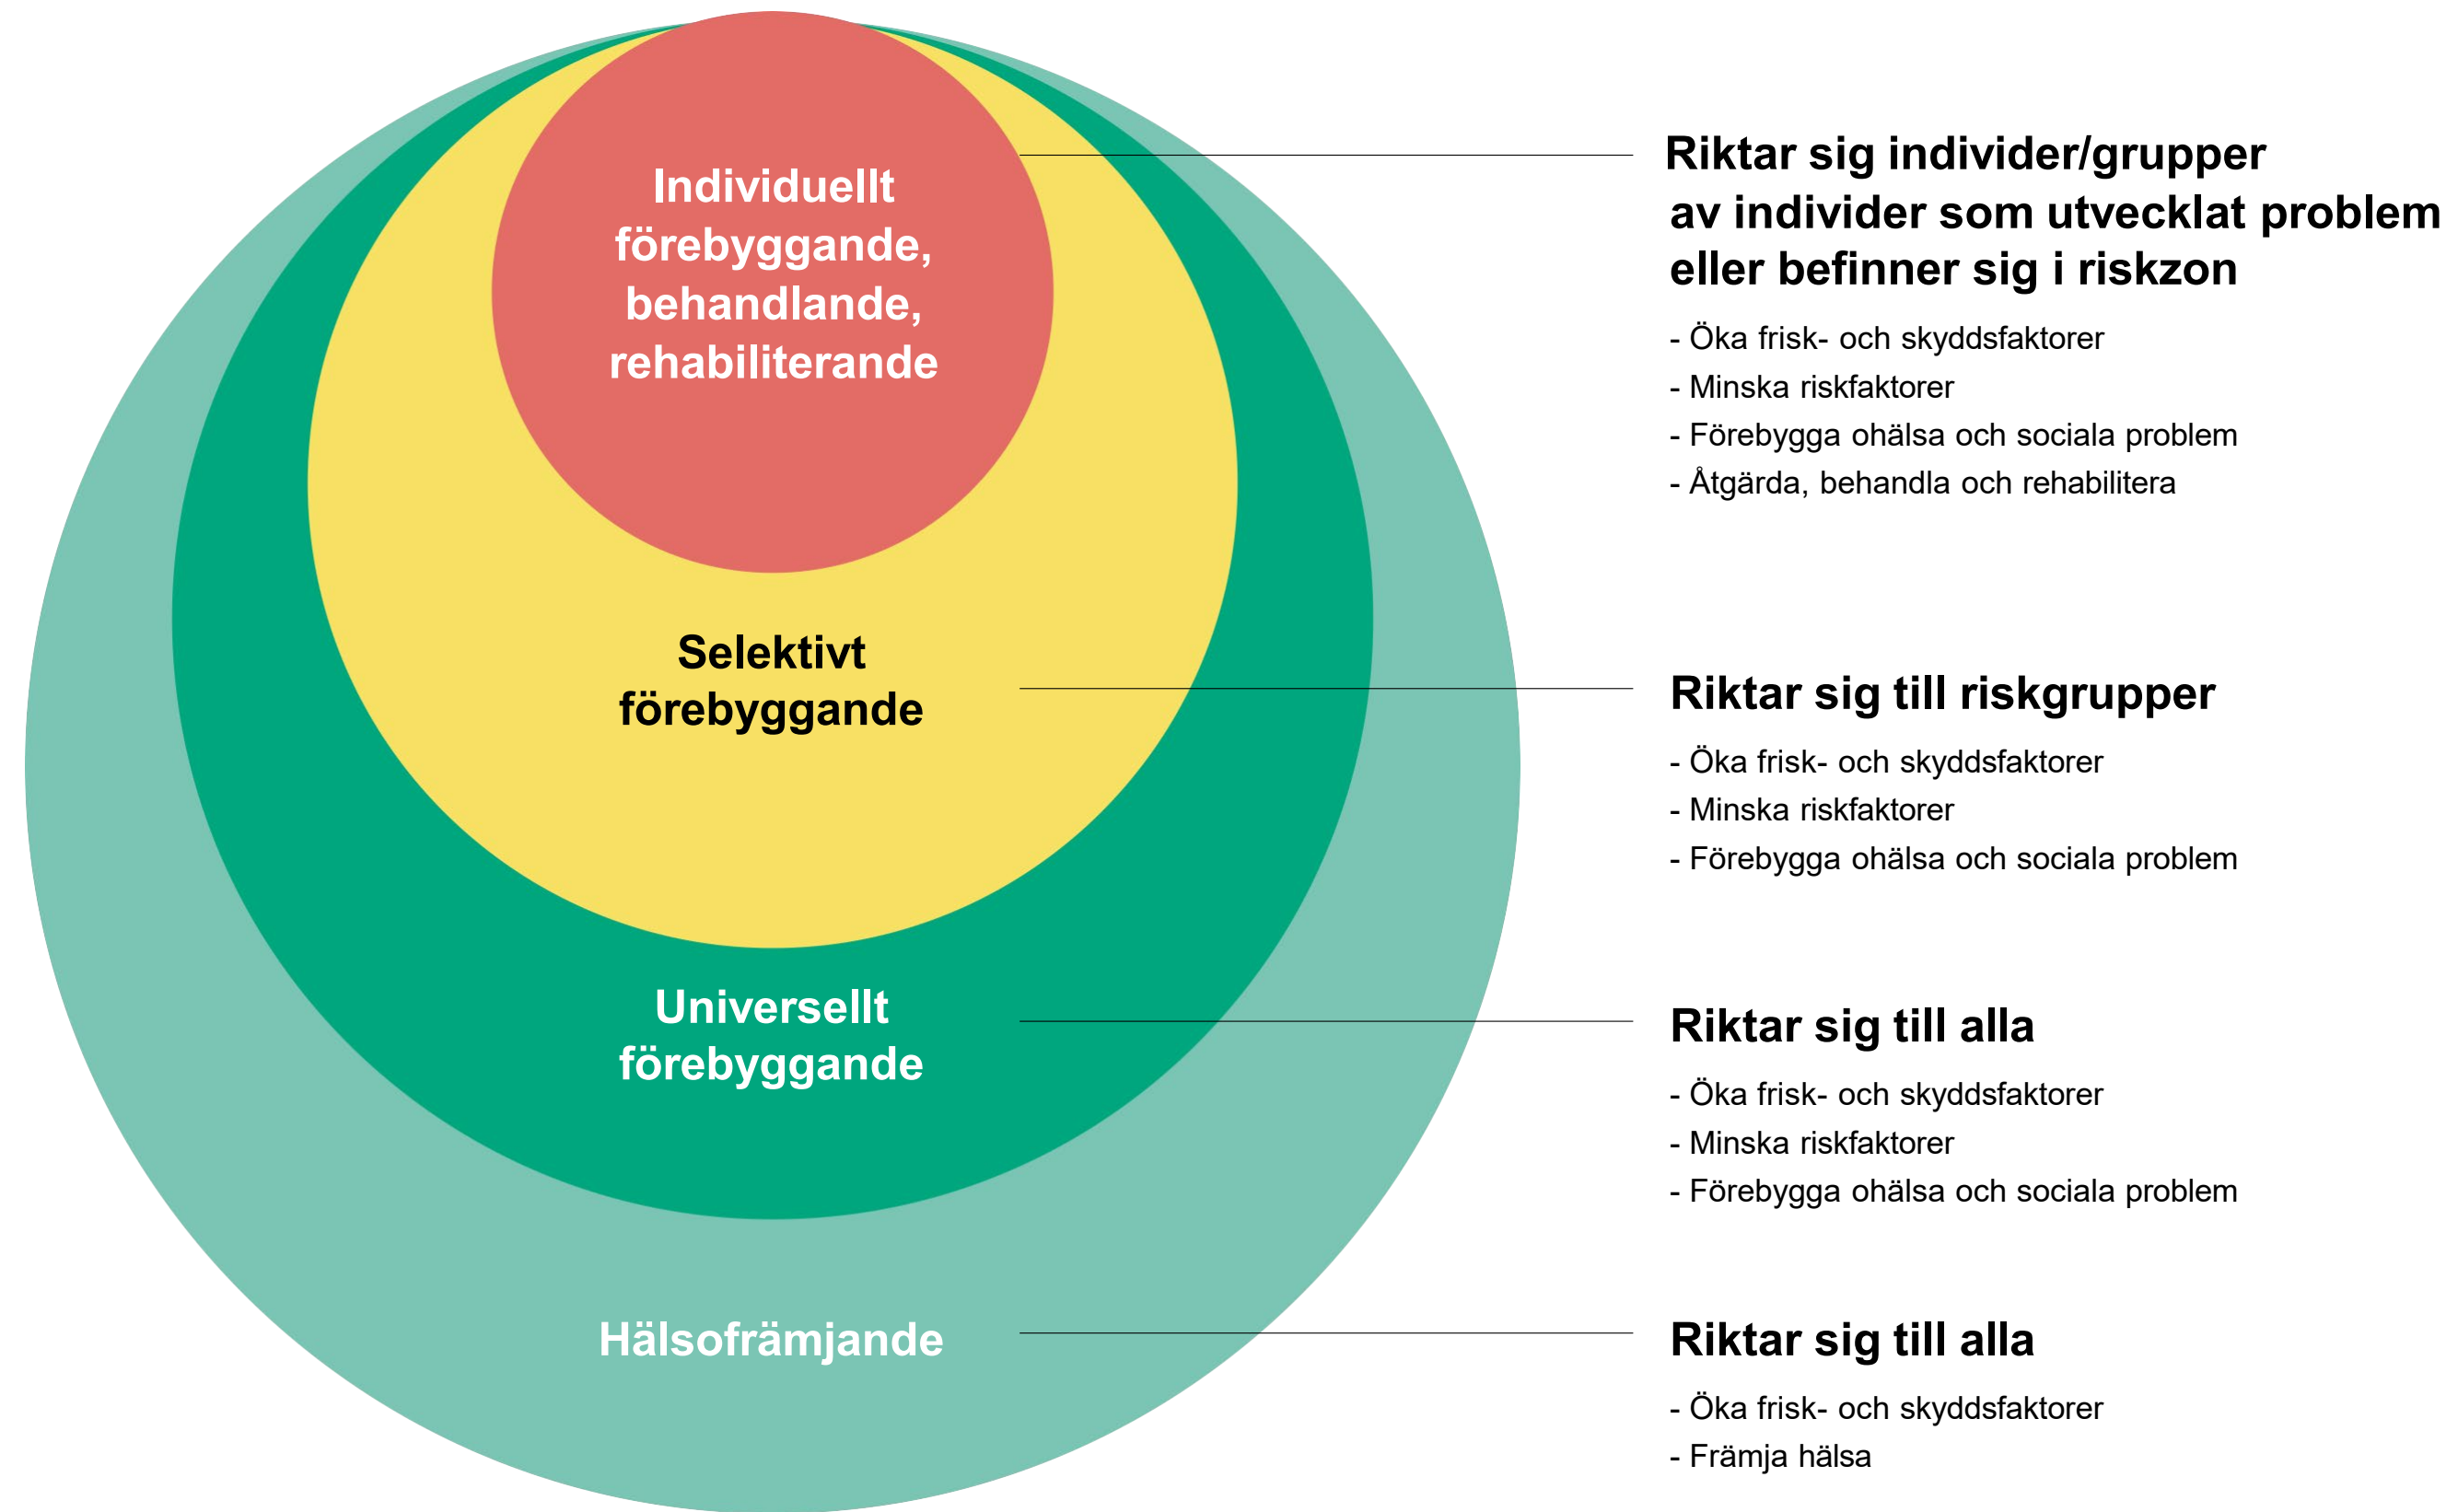 Individuellt
förebyggande,
behandlande,
rehabiliterande
Riktar sig individer/grupper
av individer som utvecklat problem
eller befinner sig i riskzon
- Öka frisk- och skyddsfaktorer
- Minska riskfaktorer
- Förebygga ohälsa och sociala problem
- Åtgärda, behandla och rehabilitera
Selektivt
förebyggande
Riktar sig till riskgrupper
- Öka frisk- och skyddsfaktorer
- Minska riskfaktorer
- Förebygga ohälsa och sociala problem
Universellt
förebyggande
Riktar sig till alla
- Öka frisk- och skyddsfaktorer
- Minska riskfaktorer
- Förebygga ohälsa och sociala problem
Hälsofrämjande
Riktar sig till alla
- Öka frisk- och skyddsfaktorer
- Främja hälsa